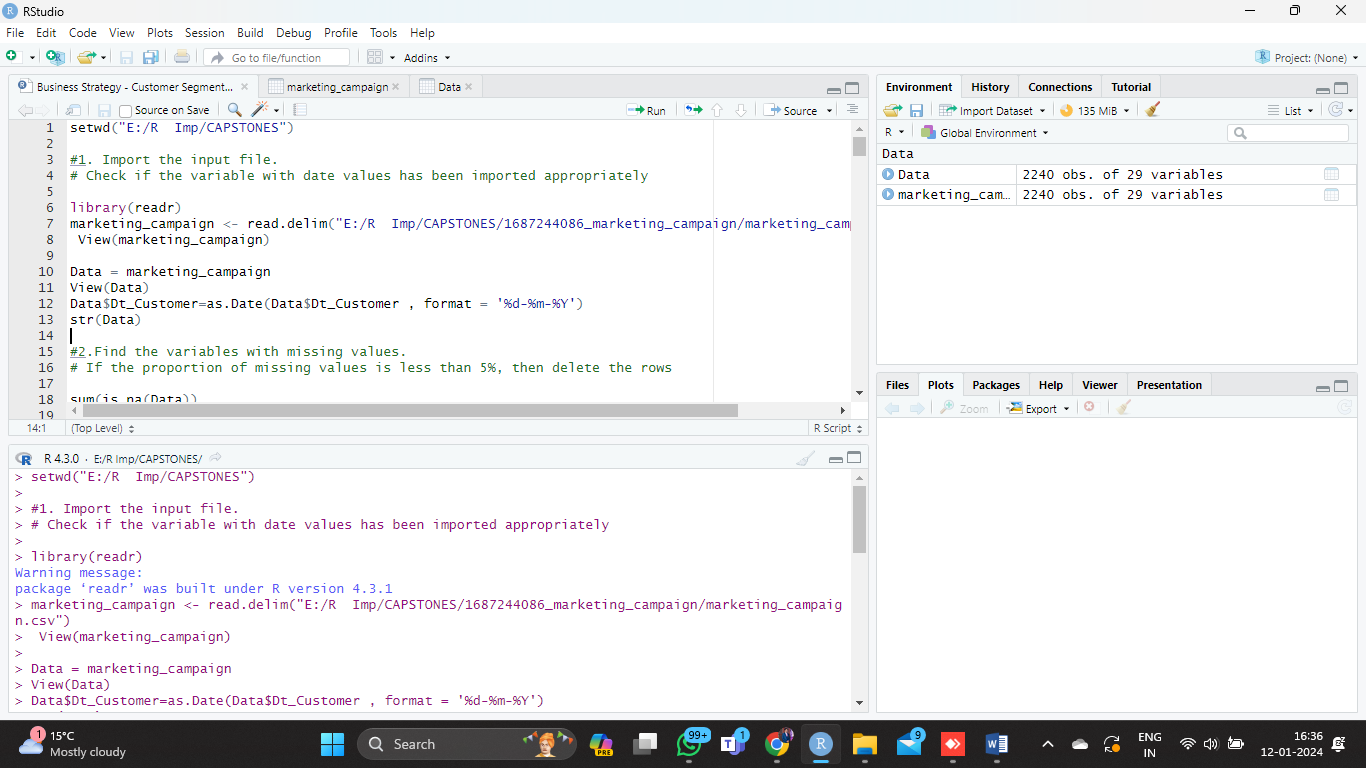 RStudio
File Edit Code View Plots Session Build Debug Profile Tools Help
Go to file/function Addins Project: (None)
Business Strategy - Customer Segment... marketing_campaign Data
Source on Save Run Source
1 setwd("E:/R  Imp/CAPSTONES")
2
3 #1. Import the input file.
4 # Check if the variable with date values has been imported appropriately
5
6 library(readr)
7 marketing_campaign <- read.delim("E:/R  Imp/CAPSTONES/1687244086_marketing_campaign/marketing_cam
8 View(marketing_campaign)
9
10 Data = marketing_campaign
11 View(Data)
12 Data$Dt_Customer=as.Date(Data$Dt_Customer , format = '%d-%m-%Y')
13 str(Data)
14
15 #2.Find the variables with missing values.
16 # If the proportion of missing values is less than 5%, then delete the rows
17
18 sum(is.na(Data))
19
14:1 (Top Level) R Script
R 4.3.0 · E:/R Imp/CAPSTONES/
> setwd("E:/R  Imp/CAPSTONES")
>
> #1. Import the input file.
> # Check if the variable with date values has been imported appropriately
>
> library(readr)
Warning message:
package ‘readr’ was built under R version 4.3.1
> marketing_campaign <- read.delim("E:/R  Imp/CAPSTONES/1687244086_marketing_campaign/marketing_campaig
n.csv")
>  View(marketing_campaign)
>
> Data = marketing_campaign
> View(Data)
> Data$Dt_Customer=as.Date(Data$Dt_Customer , format = '%d-%m-%Y')
Environment History Connections Tutorial
Import Dataset 135 MiB List
R Global Environment
Data
Data 2240 obs. of 29 variables
marketing_cam... 2240 obs. of 29 variables
Files Plots Packages Help Viewer Presentation
Zoom Export
1 15°C
Mostly cloudy
Search
PRE
99+
1
9
ENG
IN
16:36
12-01-2024